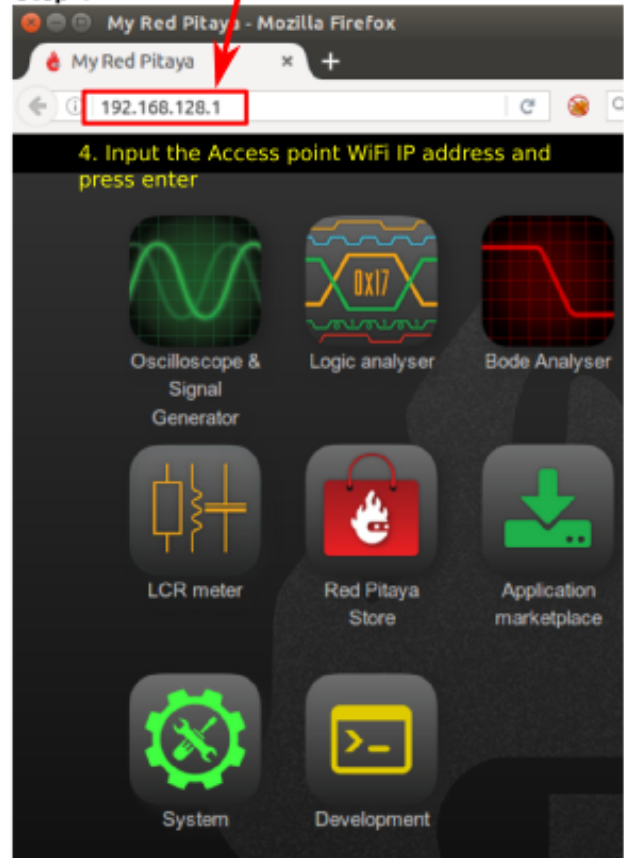 My Red Pitaya - Mozilla Firefox
My Red Pitaya × +
192.168.128.1
4. Input the Access point WiFi IP address and
press enter
0x17
Oscilloscope &
Signal
Generator
Logic analyser
Bode Analyser
LCR meter
Red Pitaya
Store
Application
marketplace
>_
System
Development